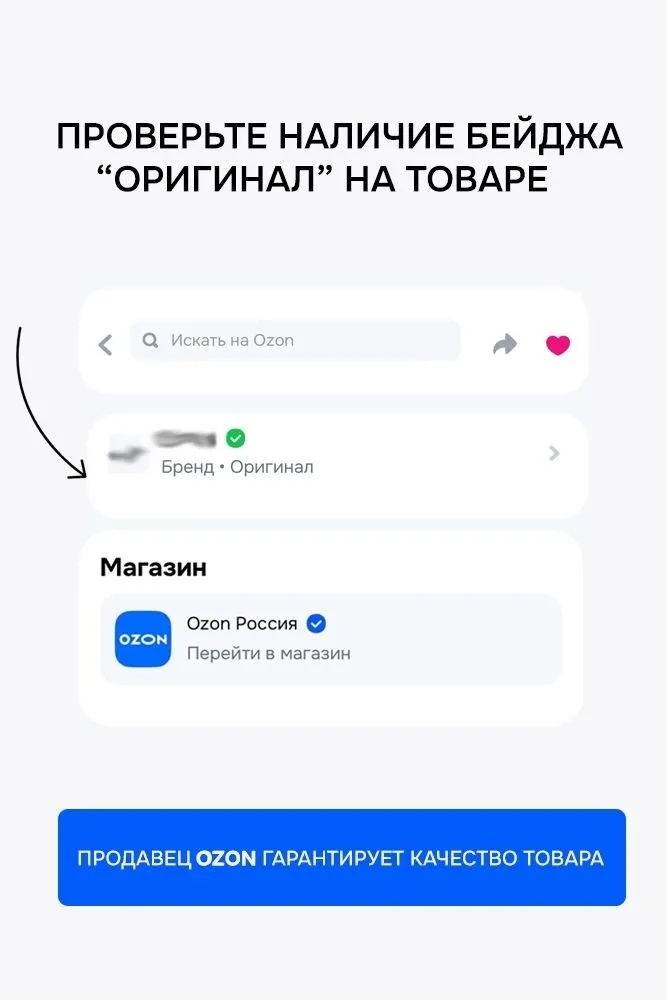 ПРОВЕРЬТЕ НАЛИЧИЕ БЕЙДЖА
“ОРИГИНАЛ” НА ТОВАРЕ
Искать на Ozon
Бренд • Оригинал
Магазин
OZON
Ozon Россия
Перейти в магазин
ПРОДАВЕЦ OZON ГАРАНТИРУЕТ КАЧЕСТВО ТОВАРА